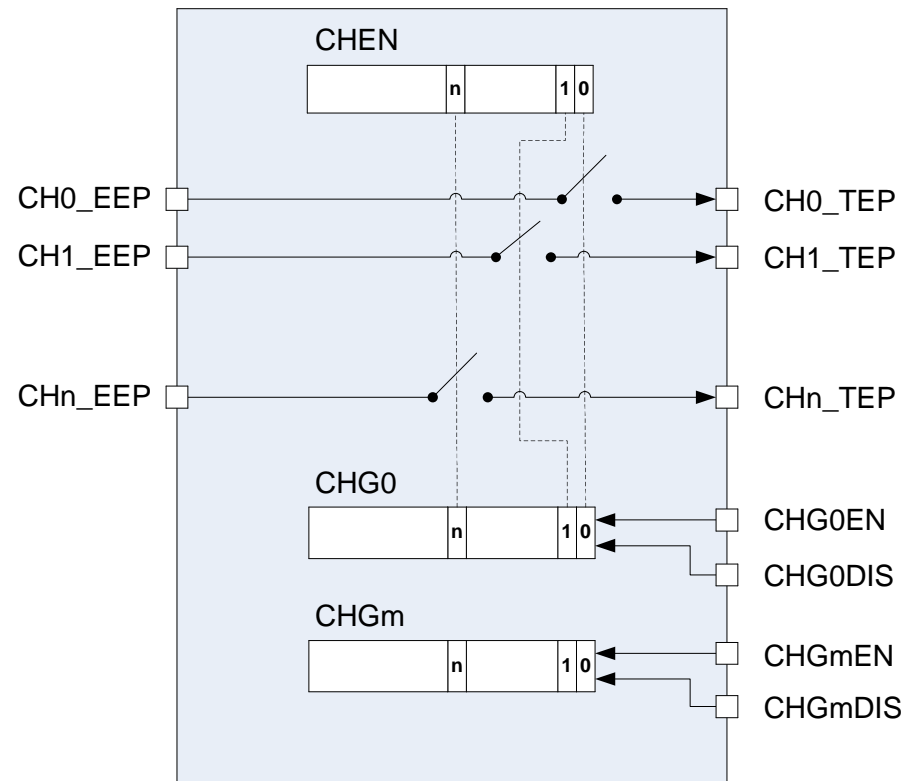 CHEN
n 1 0
CH0_EEP CH0_TEP
CH1_EEP CH1_TEP
CHn_EEP CHn_TEP
CHG0
n 1 0
CHG0EN
CHG0DIS
CHGm
n 1 0
CHGmEN
CHGmDIS